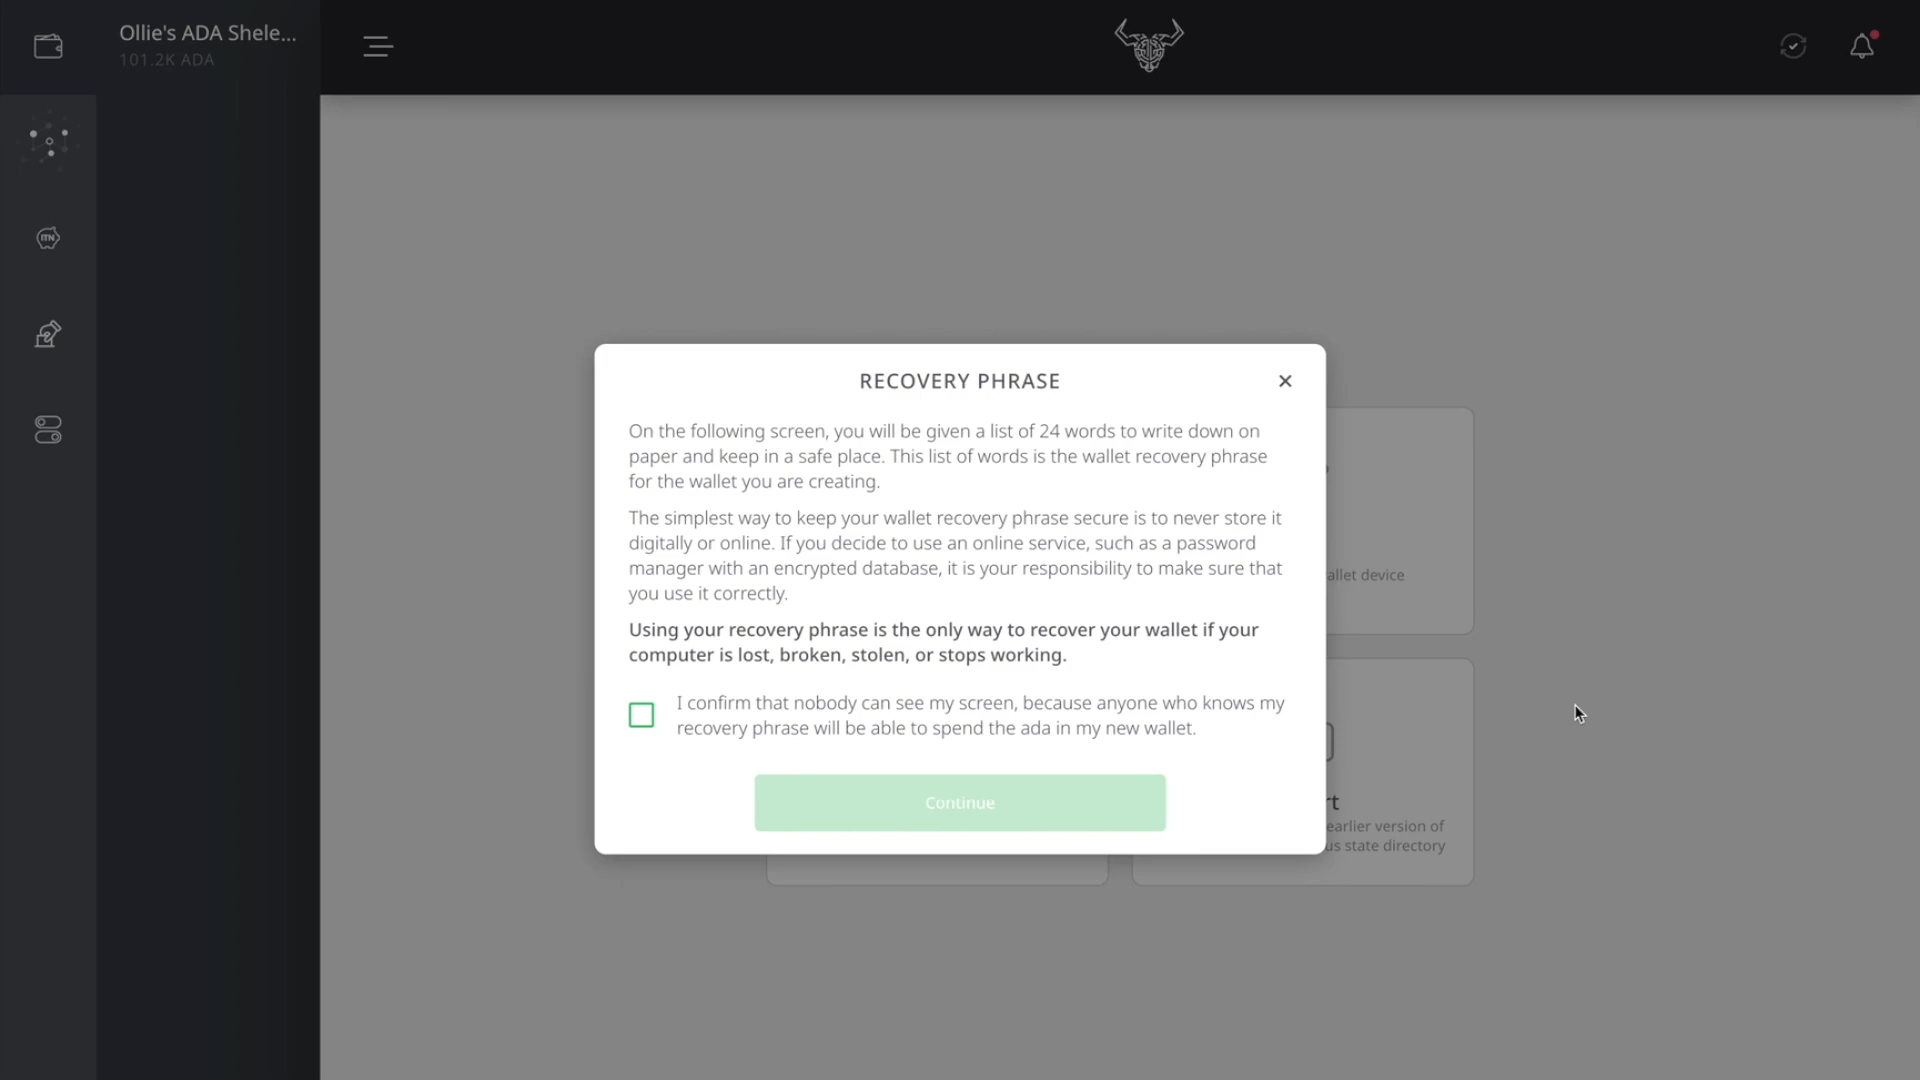 Ollie's ADA Shele...
101.2K ADA
ITN
RECOVERY PHRASE
On the following screen, you will be given a list of 24 words to write down on
paper and keep in a safe place. This list of words is the wallet recovery phrase
for the wallet you are creating.
The simplest way to keep your wallet recovery phrase secure is to never store it
digitally or online. If you decide to use an online service, such as a password
manager with an encrypted database, it is your responsibility to make sure that
you use it correctly.
Using your recovery phrase is the only way to recover your wallet if your
computer is lost, broken, stolen, or stops working.
I confirm that nobody can see my screen, because anyone who knows my
recovery phrase will be able to spend the ada in my new wallet.
Continue
allet device
rt
earlier version of
us state directory